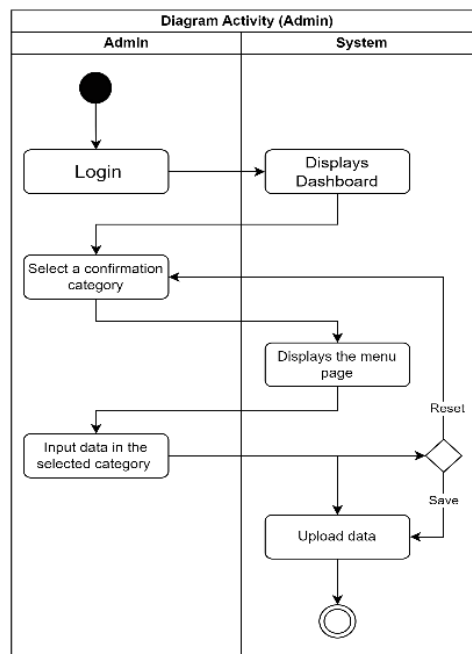 Diagram Activity (Admin)
Admin
System
Login
Displays
Dashboard
Select a confirmation
category
Displays the menu
page
Reset
Input data in the
selected category
Save
Upload data